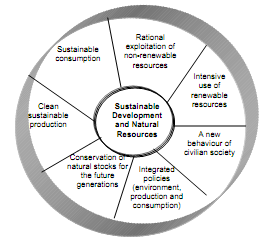 Rational
exploitation of
non-renewable
resources
Intensive
use of
renewable
resources
A new
behaviour of
civilian society
Integrated
policies
(environment,
production and
consumption)
Conservation of
natural stocks for
the future
generations
Clean
sustainable
production
Sustainable
consumption
Sustainable
Development
and Natural
Resources